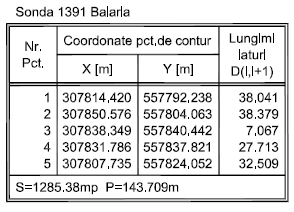 Sonda 1391 Balarla
Nr. Pct. Coordonate pct,de contur Lunglml laturl D(l,l+1)
X [m] Y [m]
1 307814,420 557792,238 38,041
2 307850.576 557804.063 38.379
3 307838,349 557840,442 7,067
4 307831.786 557837.821 27.713
5 307807,735 557824,052 32,509
S=1285.38mp P=143.709m